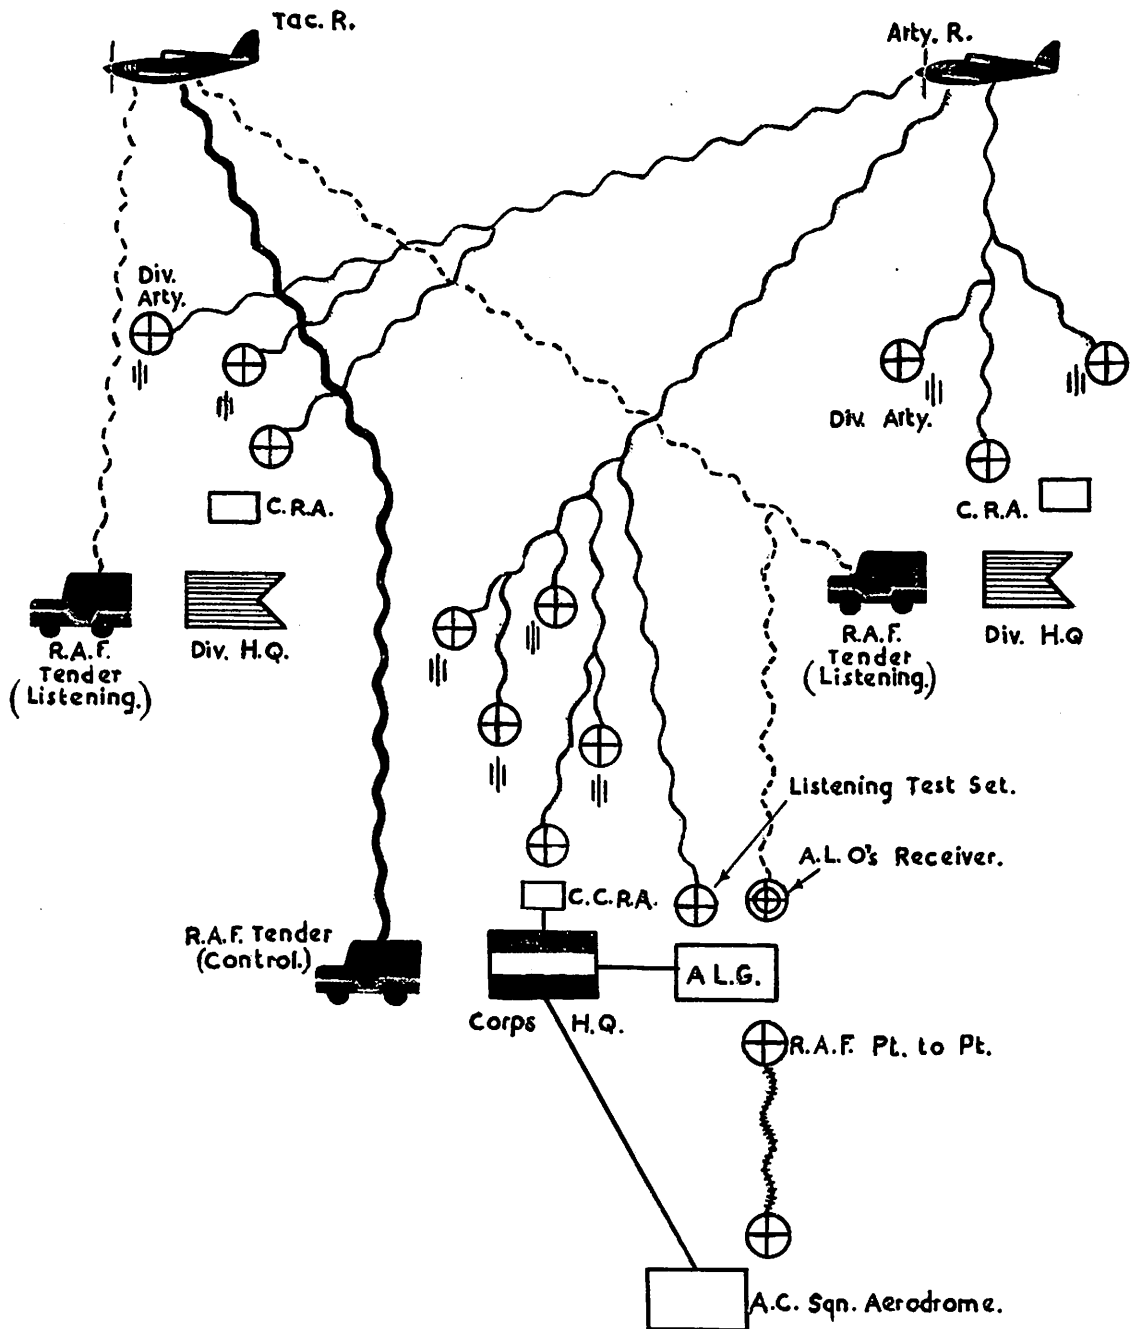 Tac. R.
Arty. R.
Div.
Arty.
Div. Arty.
C.R.A.
C.R.A.
R.A.F.
Tender
(Listening.)
Div. H.Q.
R.A.F.
Tender
(Listening.)
Div. H.Q
Listening Test Set.
A.L.O's Receiver.
C.C.R.A.
R.A.F. Tender
(Control.)
A L.G.
Corps H.Q.
R.A.F. Pt. to Pt.
A.C. Sqn. Aerodrome.